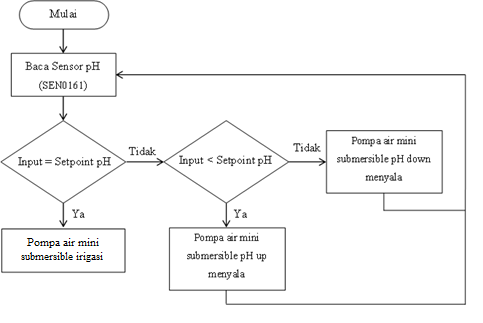 Mulai
Baca Sensor pH
(SEN0161)
Input = Setpoint pH
Tidak
Input < Setpoint pH
Tidak
Pompa air mini
submersible pH down
menyala
Ya
Ya
Pompa air mini
submersible irigasi
Pompa air mini
submersible pH up
menyala